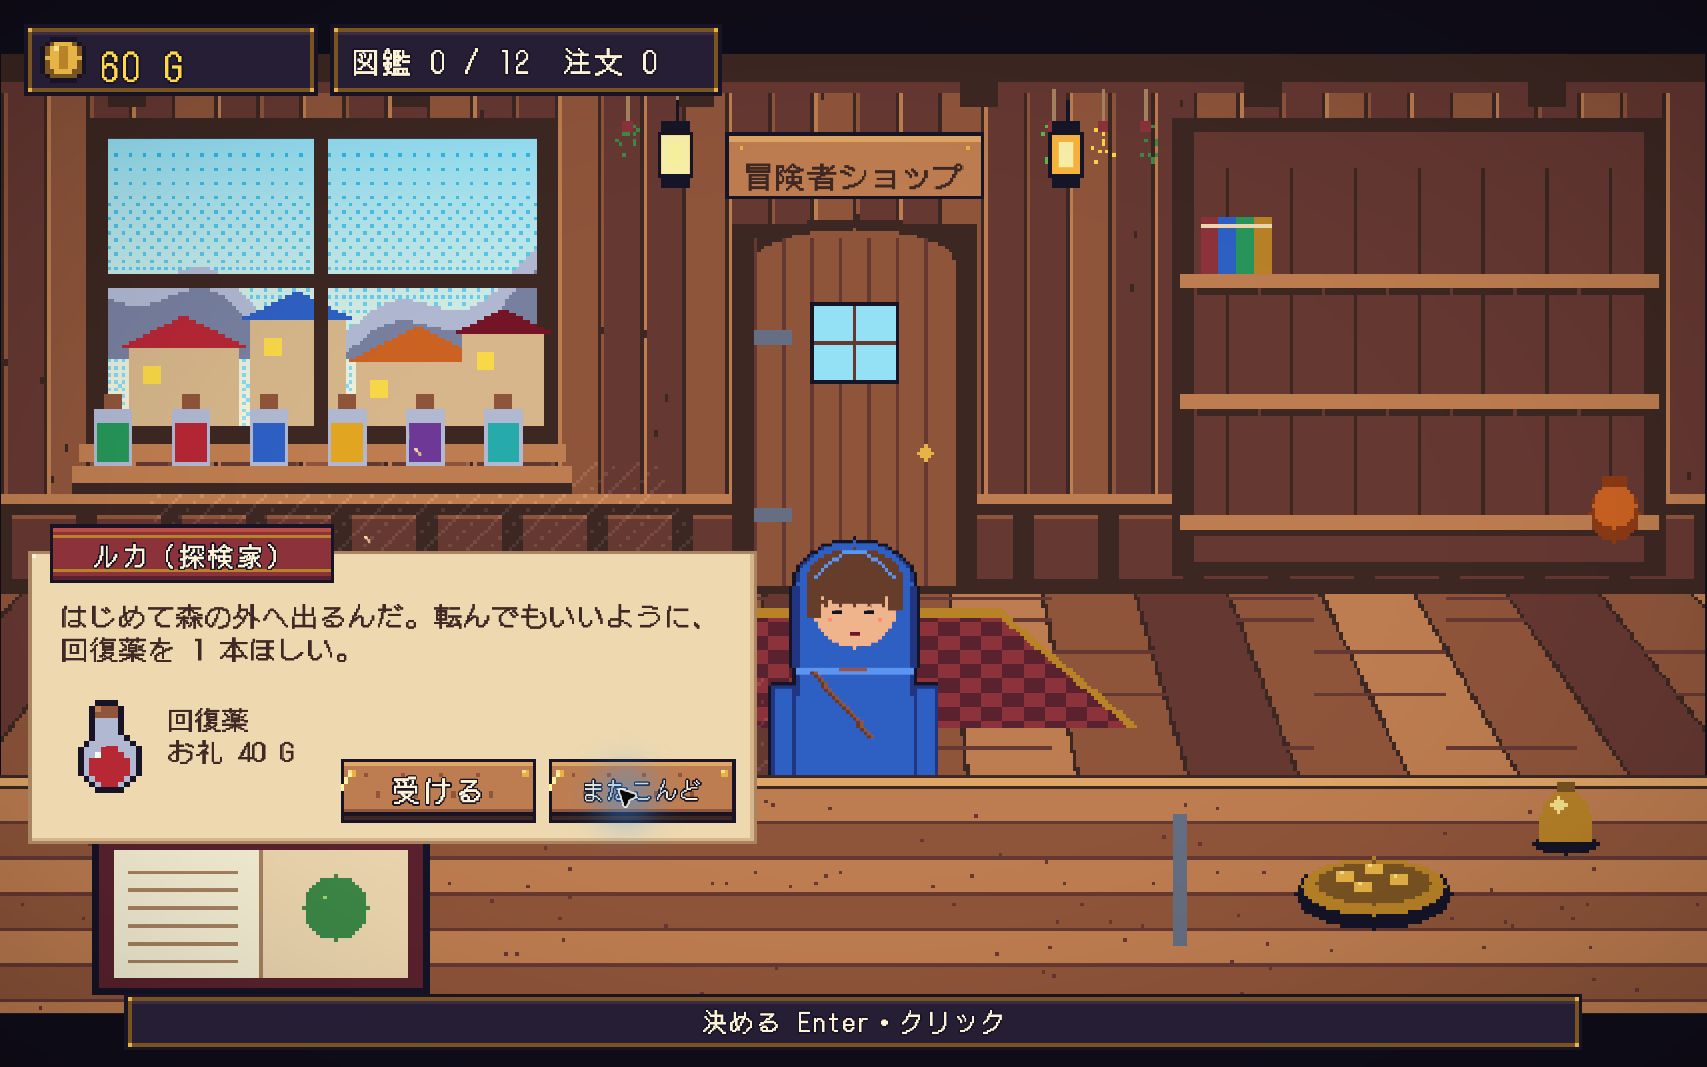 60 G
図鑑 0 / 12 注文 0
冒険者ショップ
ルカ（探検家）
はじめて森の外へ出るんだ。転んでもいいように、
回復薬を 1 本ほしい。
回復薬
お礼 40 G
受ける
またこんど
決める Enter・クリック